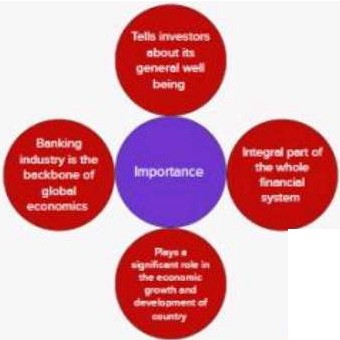 Tells investors
about its
general well
being
Banking
industry is the
backbone of
global
economics
Importance
Integral part of
the whole
financial
system
Plays a
significant role in
the economic
growth and
development of
country